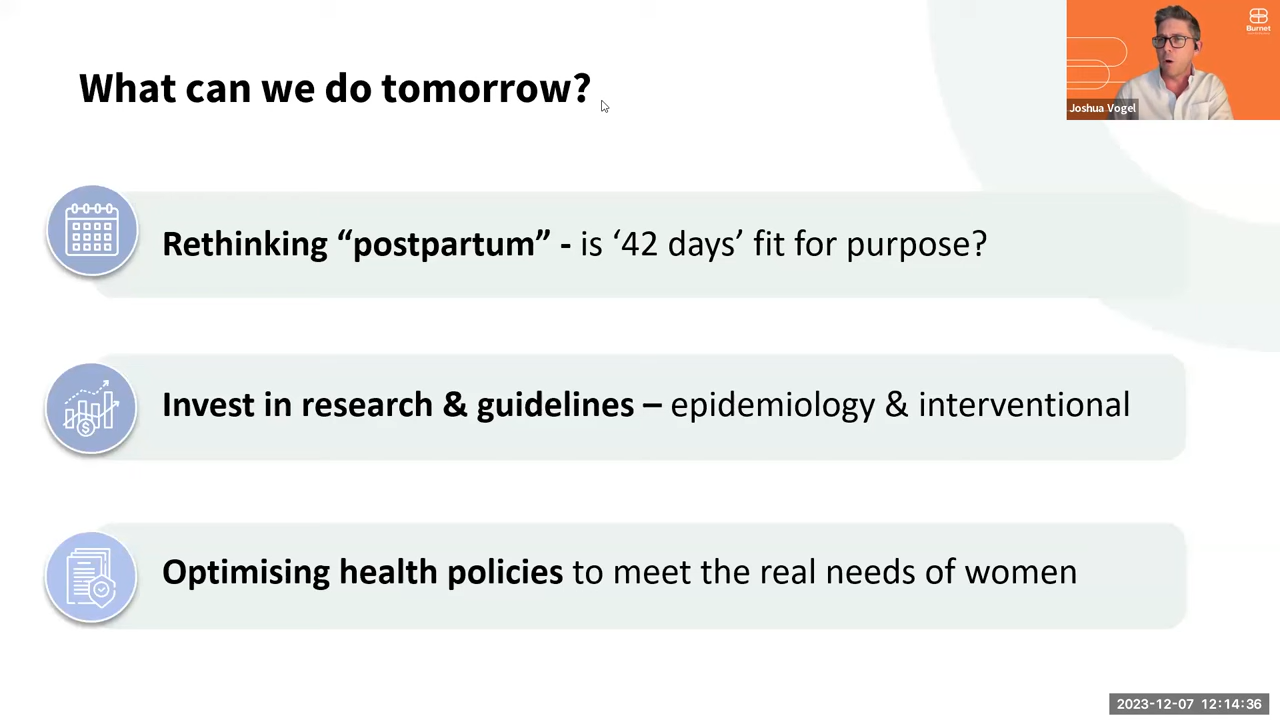 What can we do tomorrow?
Burnet
Joshua Vogel
Rethinking “postpartum” - is ‘42 days’ fit for purpose?
Invest in research & guidelines – epidemiology & interventional
Optimising health policies to meet the real needs of women
2023-12-07 12:14:36